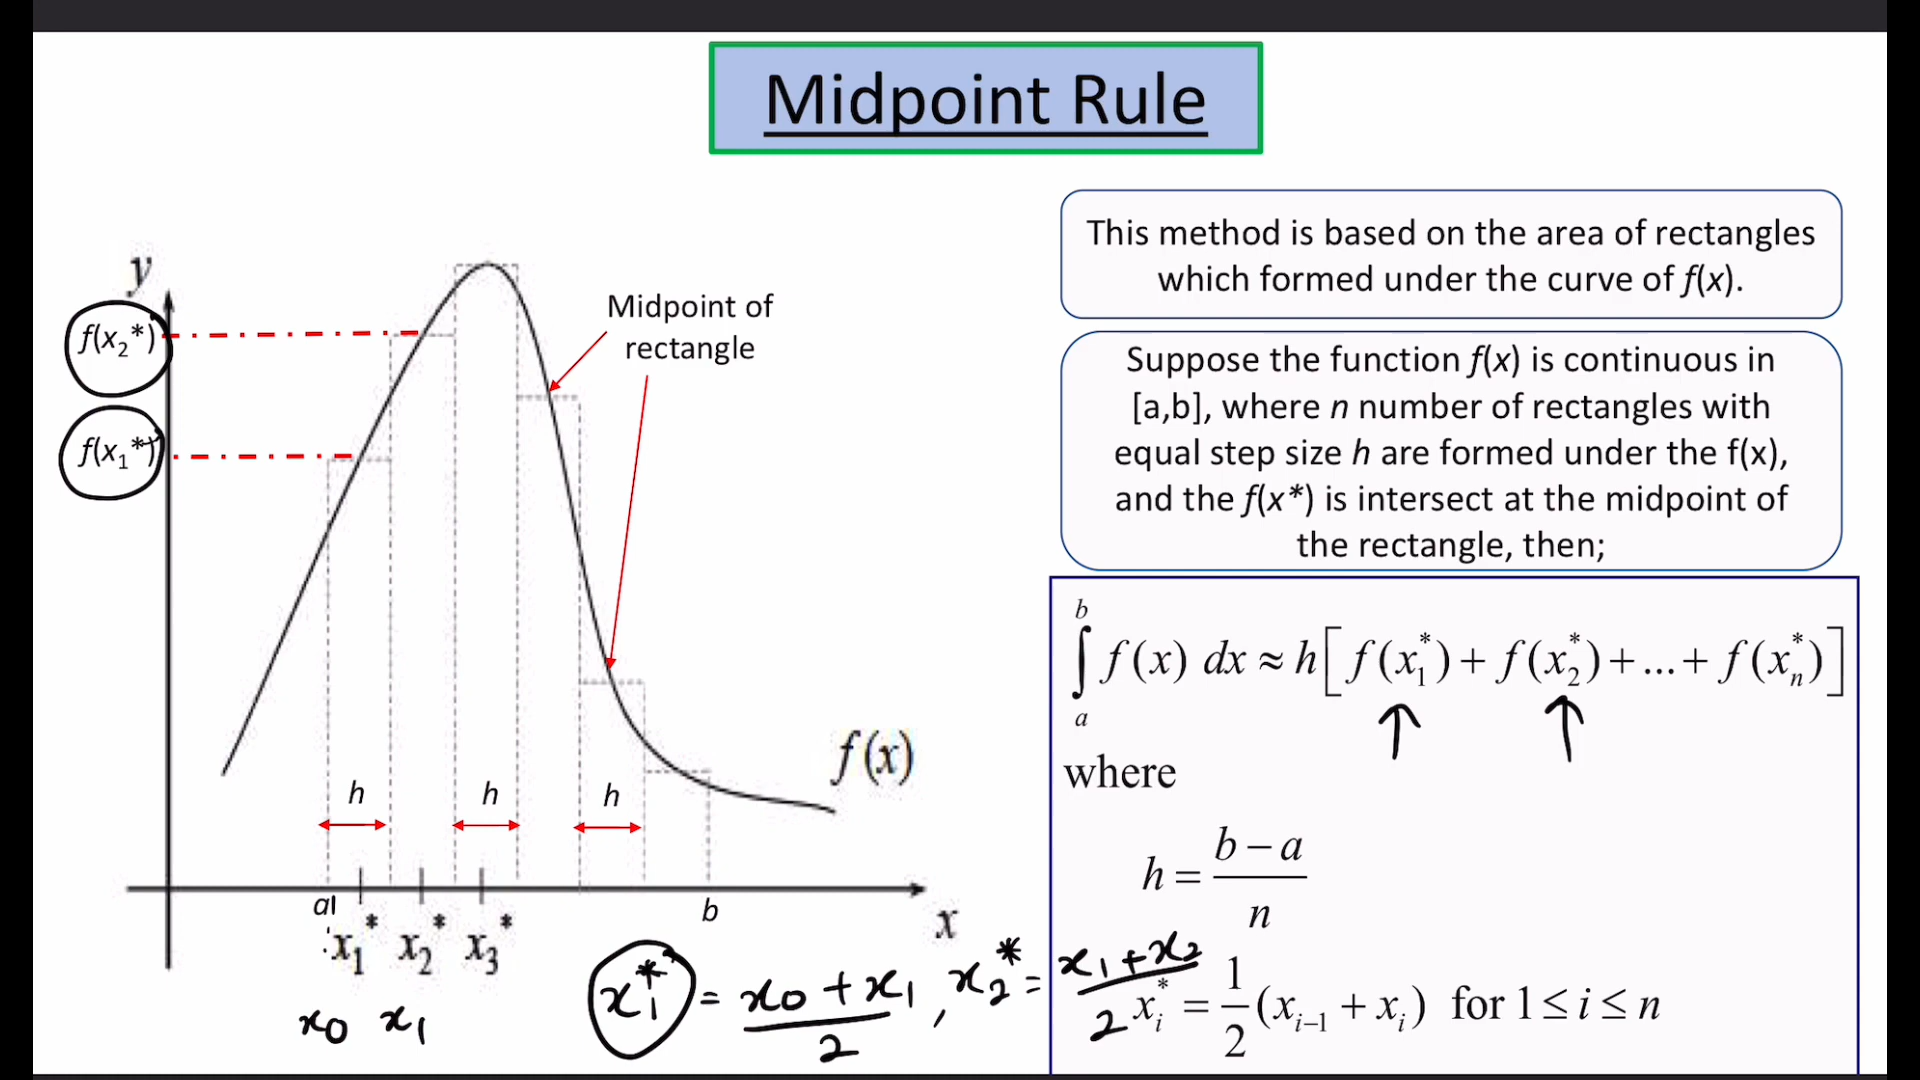 Midpoint Rule
y
f(x₂*)
f(x₁*)
Midpoint of
rectangle
f(x)
h h h
a b
x
x₁* x₂* x₃*
x₀ x₁
x₁* = (x₀ + x₁)/2 , x₂* = (x₁ + x₂)/2
This method is based on the area of rectangles
which formed under the curve of f(x).
Suppose the function f(x) is continuous in
[a,b], where n number of rectangles with
equal step size h are formed under the f(x),
and the f(x*) is intersect at the midpoint of
the rectangle, then;
∫ₐᵇ f(x) dx ≈ h[f(x₁*) + f(x₂*) + ... + f(xₙ*)]
where
h = (b − a)/n
xᵢ* = 1/2 (xᵢ₋₁ + xᵢ) for 1 ≤ i ≤ n